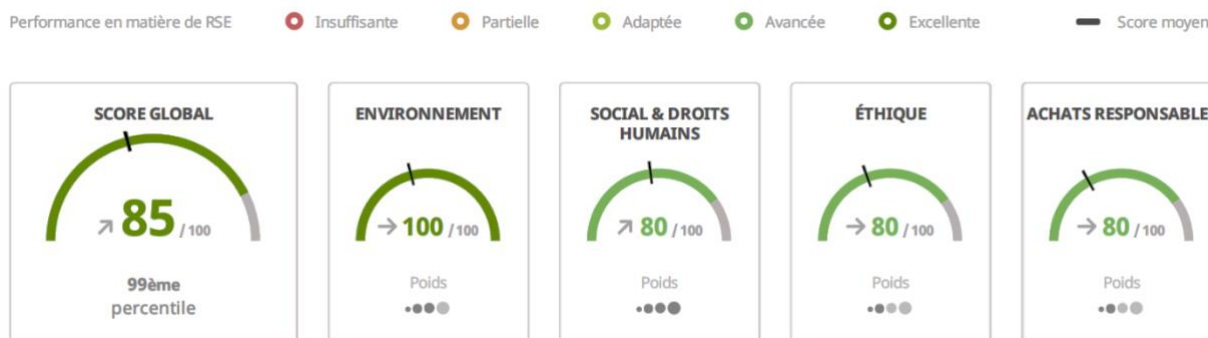 Performance en matière de RSE Insuffisante Partielle Adaptée Avancée Excellente Score moyen
SCORE GLOBAL
85 / 100
99ème
percentile
ENVIRONNEMENT
100 / 100
Poids
SOCIAL & DROITS
HUMAINS
80 / 100
Poids
ÉTHIQUE
80 / 100
Poids
ACHATS RESPONSABLE
80 / 100
Poids